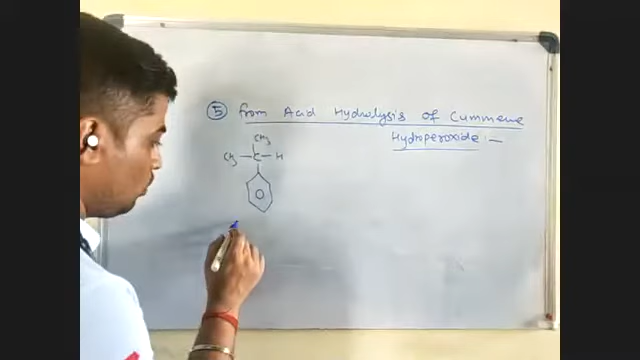 ⑤ from Acid Hydrolysis of Cummene
Hydroperoxide :—
CH3
CH3 — C — H